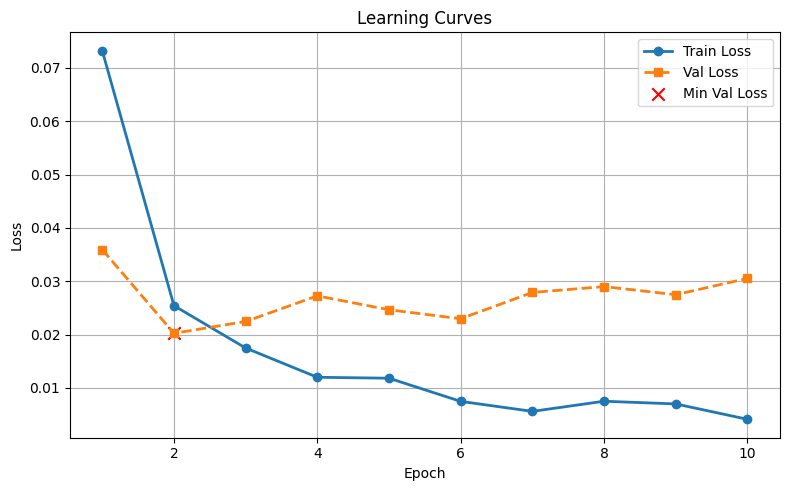 Learning Curves
Train Loss
Val Loss
Min Val Loss
0.07
0.06
0.05
0.04
0.03
0.02
0.01
Loss
2 4 6 8 10
Epoch